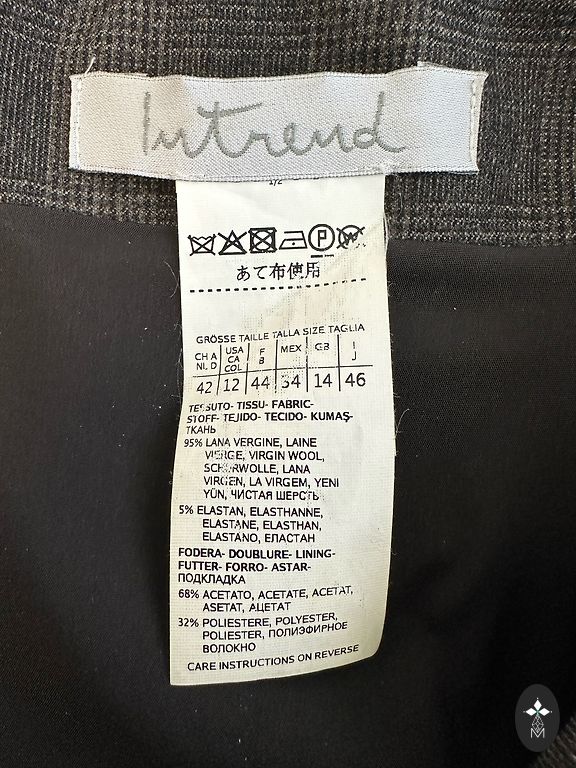 Intrend
1/2
P W
あて布使用
GRÖSSE TAILLE TALLA SIZE TAGLIA
CH A NI, D USA CA COL F B MEX GB I J
42 12 44 34 14 46
TESSUTO- TISSU- FABRIC-
STOFF- TEJIDO- TECIDO- KUMAŞ-
ТКАНЬ
95% LANA VERGINE, LAINE
VIERGE, VIRGIN WOOL,
SCHURWOLLE, LANA
VIRGEN, LA VIRGEM, YENI
YÜN, ЧИСТАЯ ШЕРСТЬ
5% ELASTAN, ELASTHANNE,
ELASTANE, ELASTHAN,
ELASTANO, ЕЛАСТАН
FODERA- DOUBLURE- LINING-
FUTTER- FORRO- ASTAR-
ПОДКЛАДКА
68% ACETATO, ACETATE, ACETAT,
ASETAT, АЦЕТАТ
32% POLIESTERE, POLYESTER,
POLIESTER, ПОЛИЭФИРНОЕ
ВОЛОКНО
CARE INSTRUCTIONS ON REVERSE
M